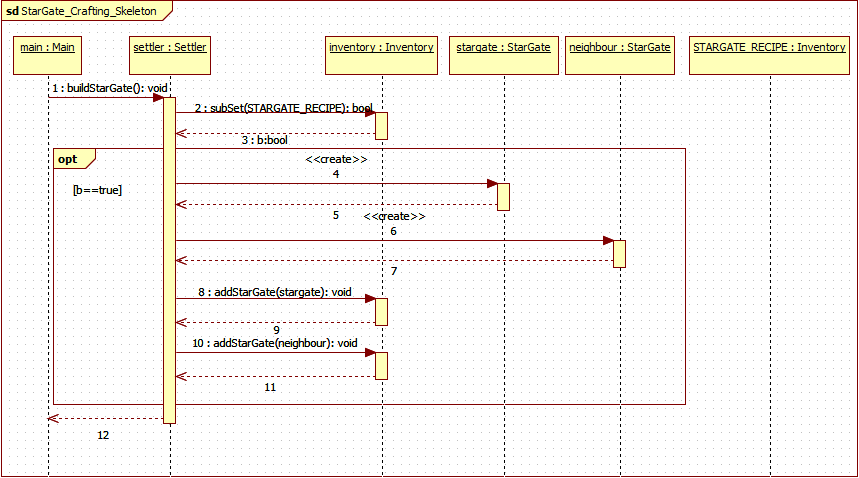 sd StarGate_Crafting_Skeleton
main : Main
settler : Settler
inventory : Inventory
stargate : StarGate
neighbour : StarGate
STARGATE_RECIPE : Inventory
1 : buildStarGate(): void
2 : subSet(STARGATE_RECIPE): bool
3 : b:bool
opt
<<create>>
4
[b==true]
5
<<create>>
6
7
8 : addStarGate(stargate): void
9
10 : addStarGate(neighbour): void
11
12